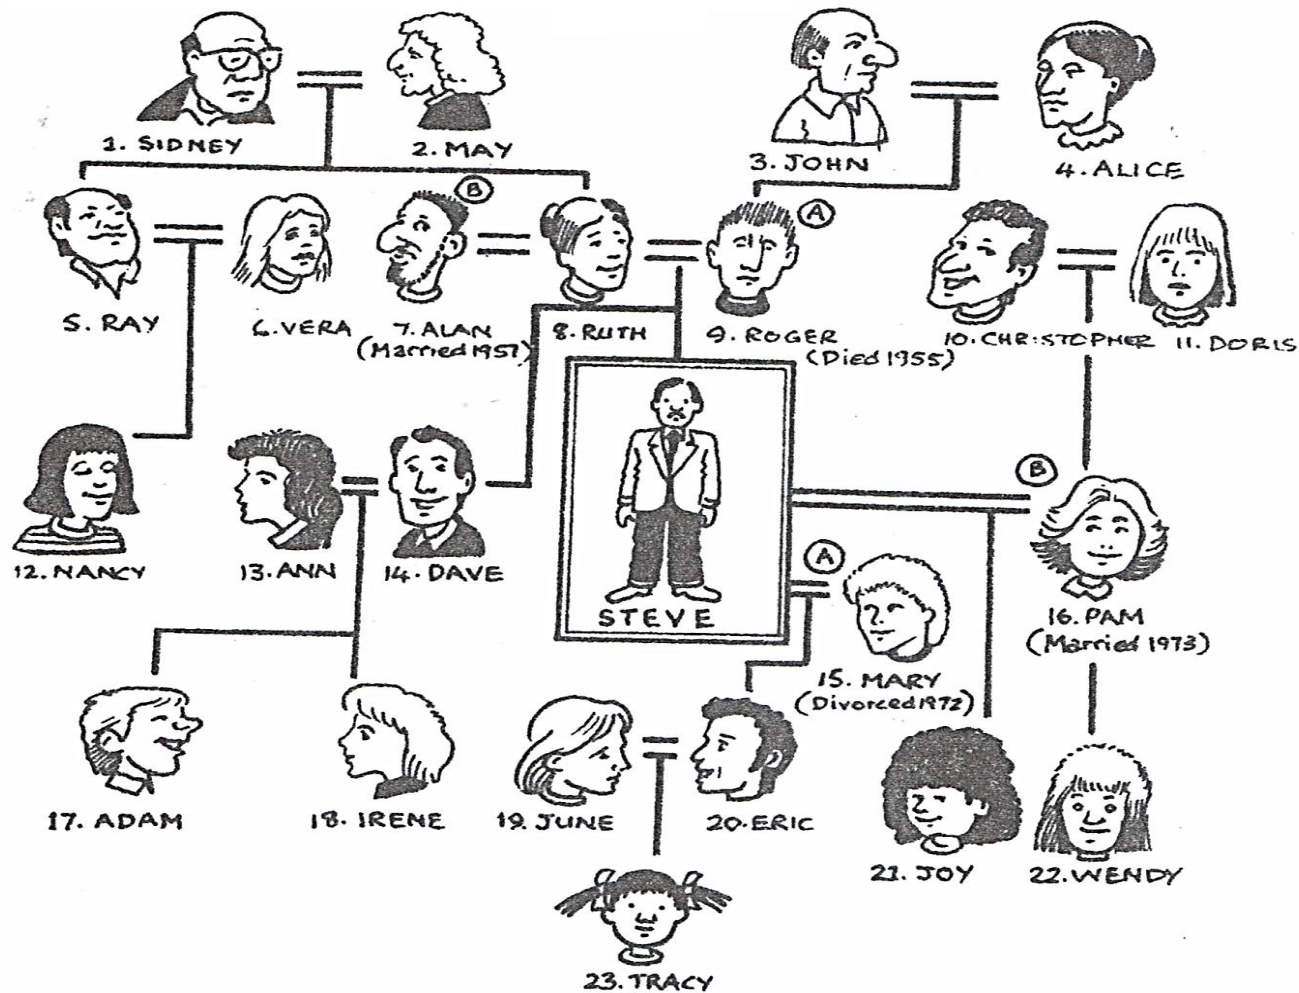 1. SIDNEY
2. MAY
3. JOHN
4. ALICE
B
A
5. RAY
6. VERA
7. ALAN
(Married 1957)
8. RUTH
9. ROGER
(Died 1955)
10. CHRISTOPHER
11. DORIS
B
12. NANCY
13. ANN
14. DAVE
STEVE
A
15. MARY
(Divorced 1972)
16. PAM
(Married 1973)
17. ADAM
18. IRENE
19. JUNE
20. ERIC
21. JOY
22. WENDY
23. TRACY